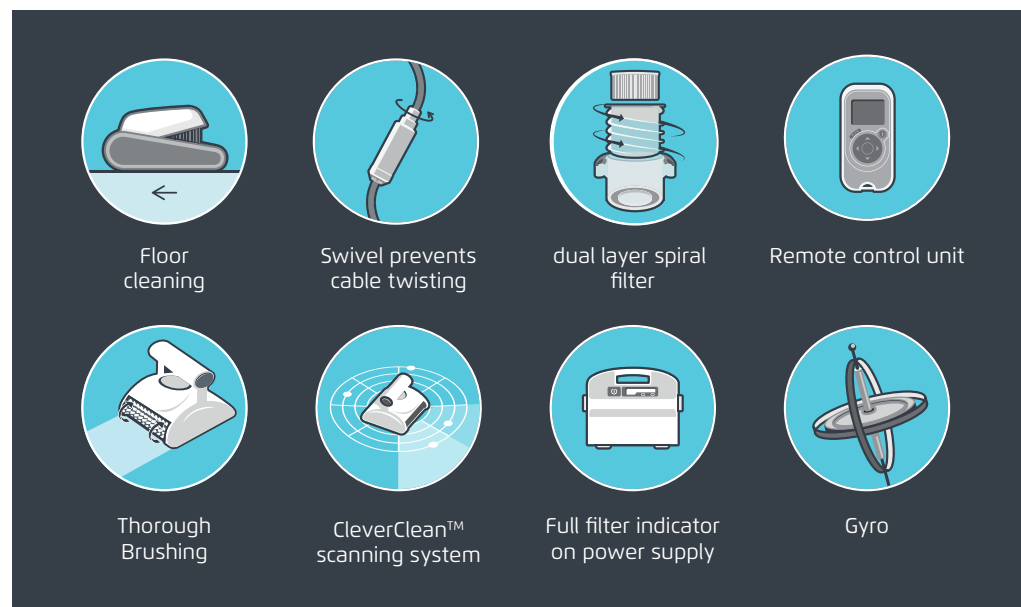 Floor
cleaning
Swivel prevents
cable twisting
dual layer spiral
filter
Remote control unit
Thorough
Brushing
CleverClean™
scanning system
Full filter indicator
on power supply
Gyro